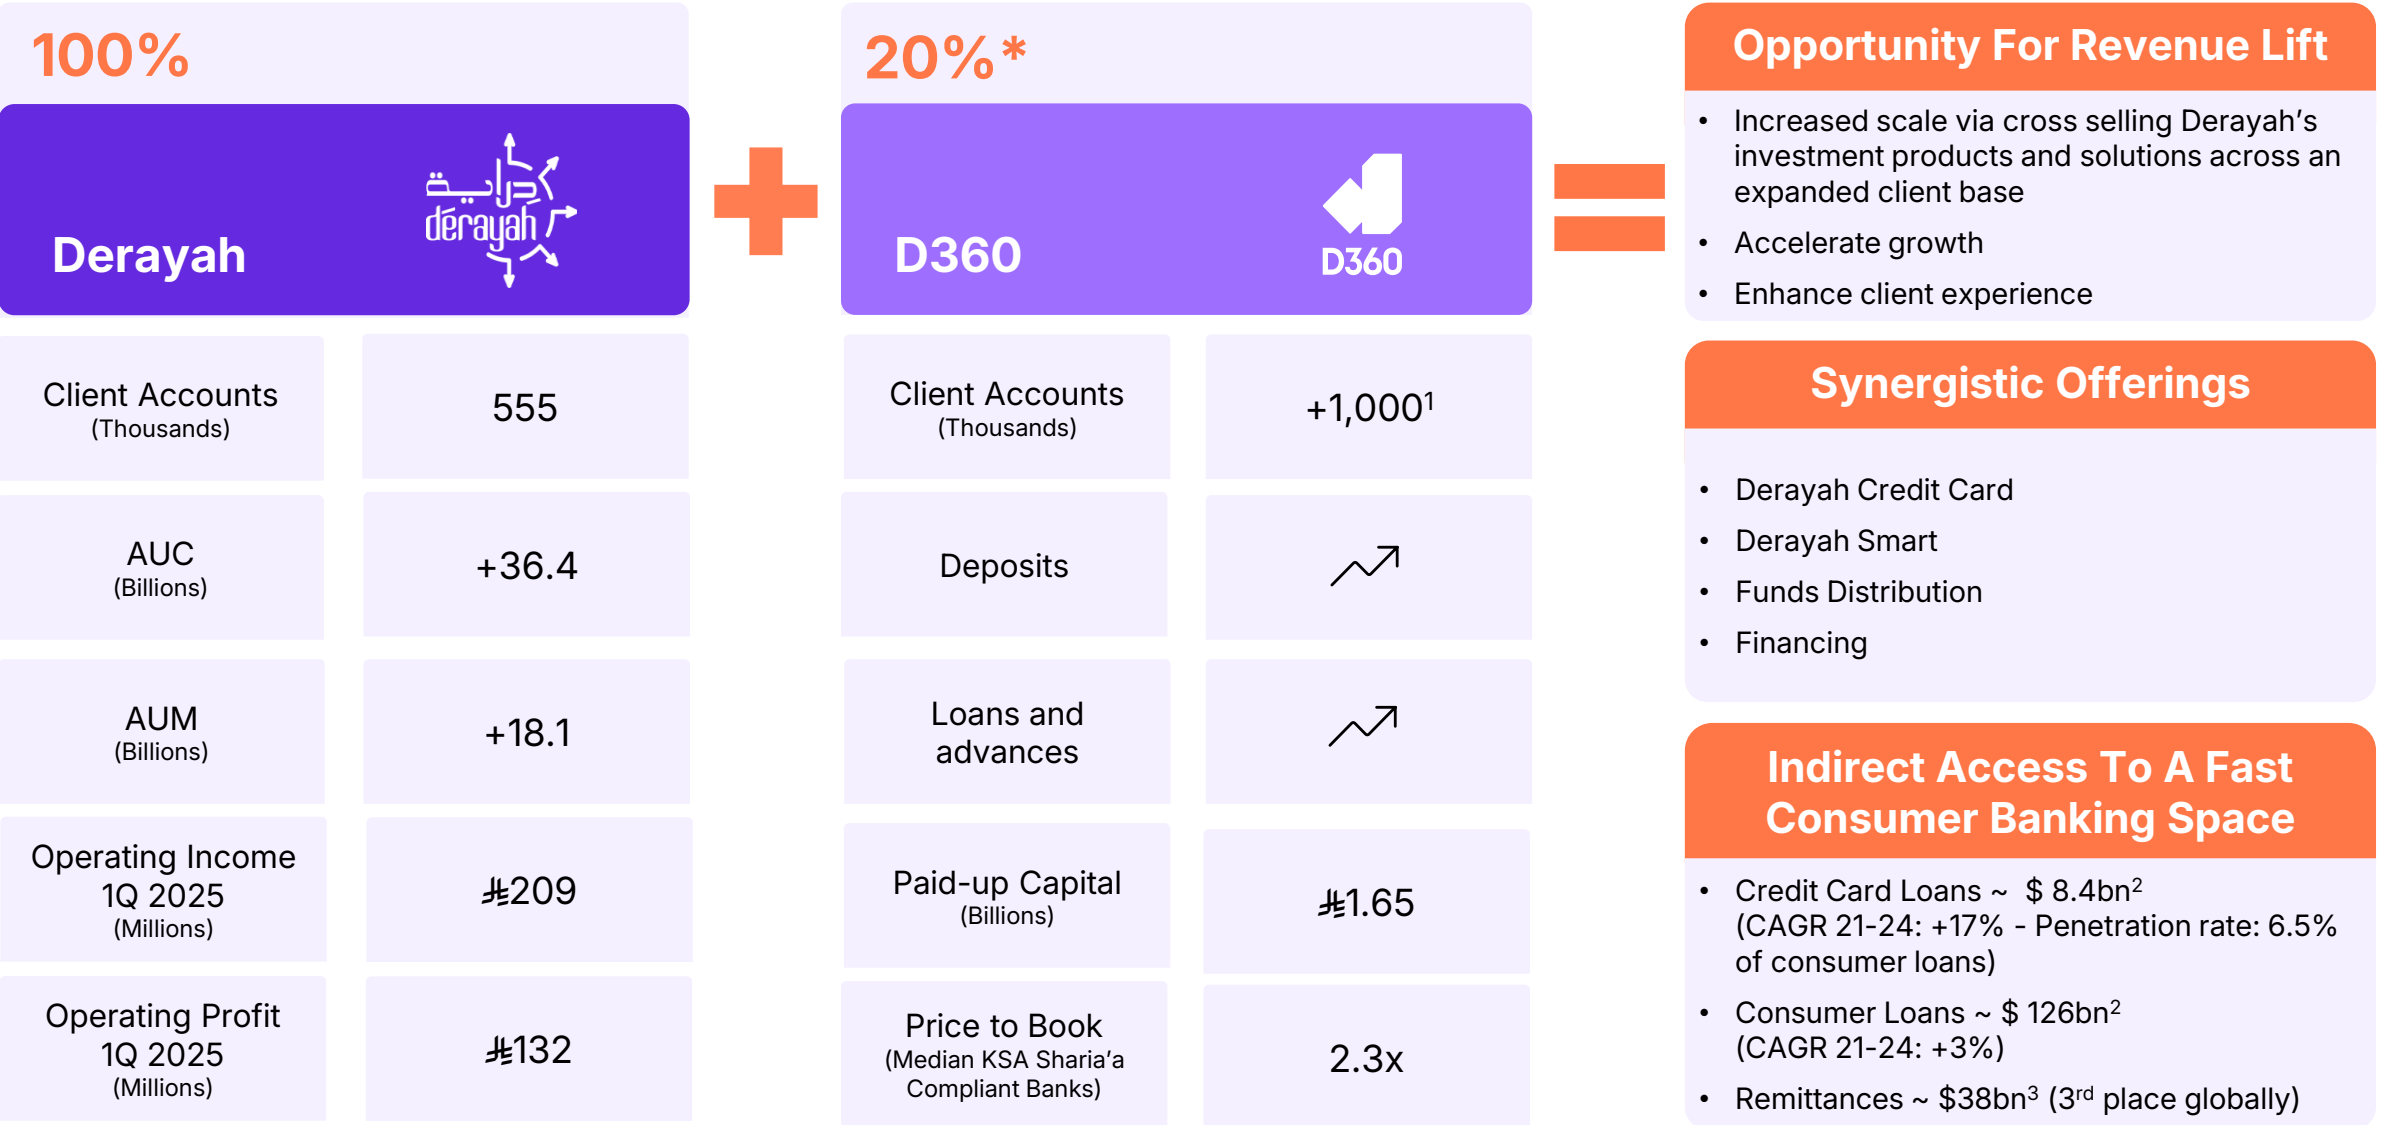 100%
Derayah
دراية
dērayah
Client Accounts
(Thousands)
555
AUC
(Billions)
+36.4
AUM
(Billions)
+18.1
Operating Income
1Q 2025
(Millions)
⃁209
Operating Profit
1Q 2025
(Millions)
⃁132
20%*
D360
D360
Client Accounts
(Thousands)
+1,000¹
Deposits
Loans and
advances
Paid-up Capital
(Billions)
⃁1.65
Price to Book
(Median KSA Sharia’a
Compliant Banks)
2.3x
Opportunity For Revenue Lift
• Increased scale via cross selling Derayah’s
investment products and solutions across an
expanded client base
• Accelerate growth
• Enhance client experience
Synergistic Offerings
• Derayah Credit Card
• Derayah Smart
• Funds Distribution
• Financing
Indirect Access To A Fast
Consumer Banking Space
• Credit Card Loans ~ $ 8.4bn²
(CAGR 21-24: +17% - Penetration rate: 6.5%
of consumer loans)
• Consumer Loans ~ $ 126bn²
(CAGR 21-24: +3%)
• Remittances ~ $38bn³ (3rd place globally)